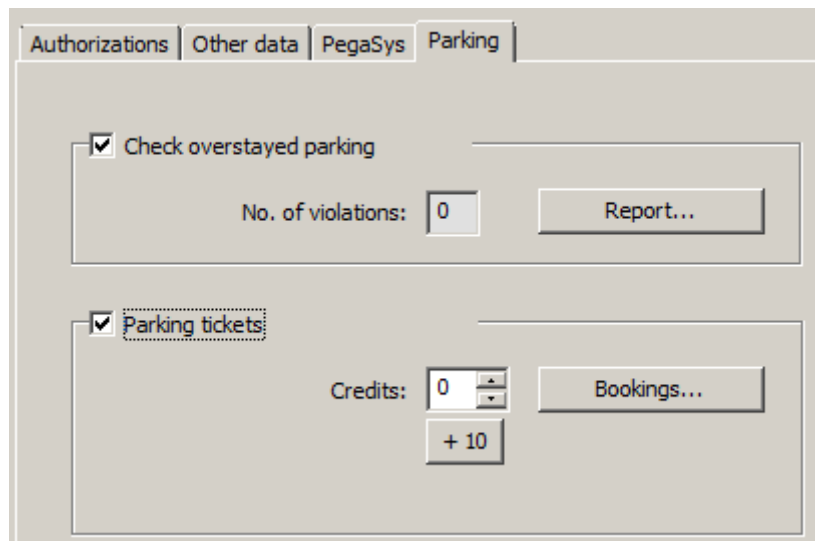 Authorizations Other data PegaSys Parking
Check overstayed parking
No. of violations: 0 Report...
Parking tickets
Credits: 0 Bookings...
+ 10